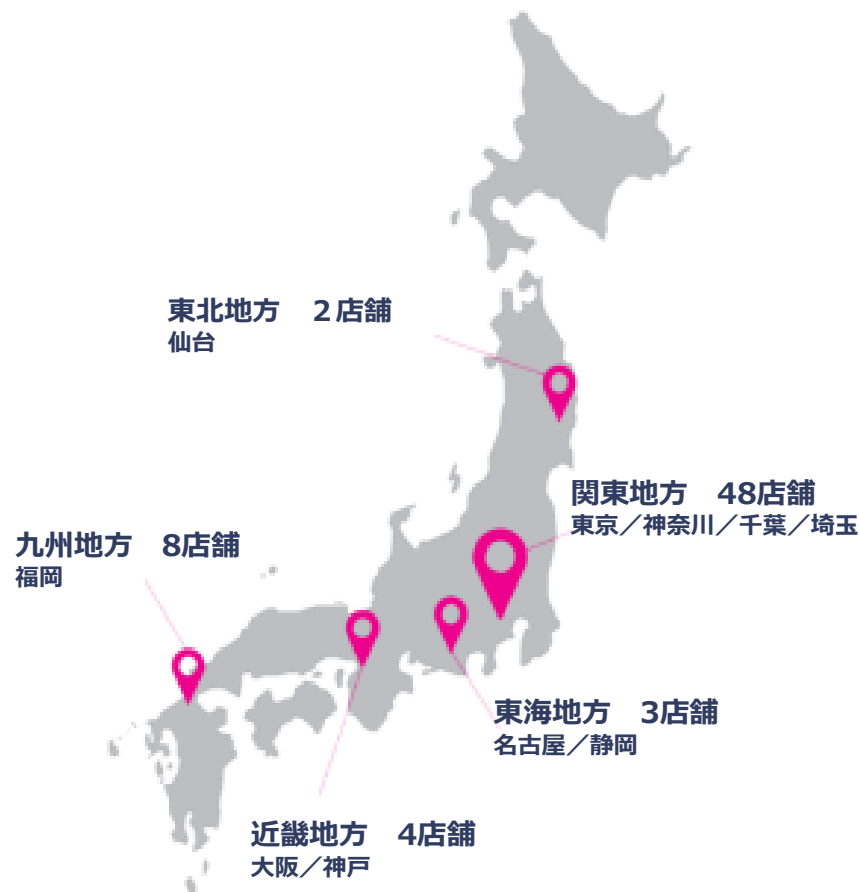 東北地方　２店舗
仙台
関東地方　48店舗
東京／神奈川／千葉／埼玉
九州地方　8店舗
福岡
東海地方　3店舗
名古屋／静岡
近畿地方　4店舗
大阪／神戸